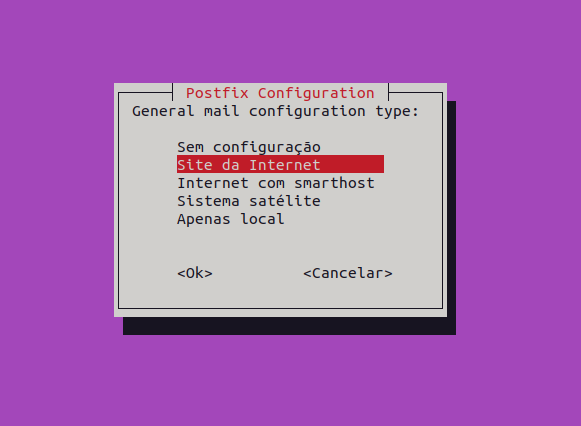 Postfix Configuration
General mail configuration type:
Sem configuração
Site da Internet
Internet com smarthost
Sistema satélite
Apenas local
<Ok> <Cancelar>